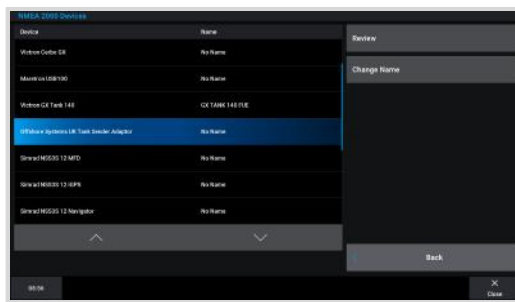 NMEA 2000 Devices
Device Name
Victron Cerbo GX No Name
Maretron USB100 No Name
Victron GX Tank 140 GX TANK 140 FUE
Offshore Systems UK Tank Sender Adaptor No Name
Simrad NSS3S 12 MFD No Name
Simrad NSS3S 12 iGPS No Name
Simrad NSS3S 12 Navigator No Name
Review
Change Name
Back
Close